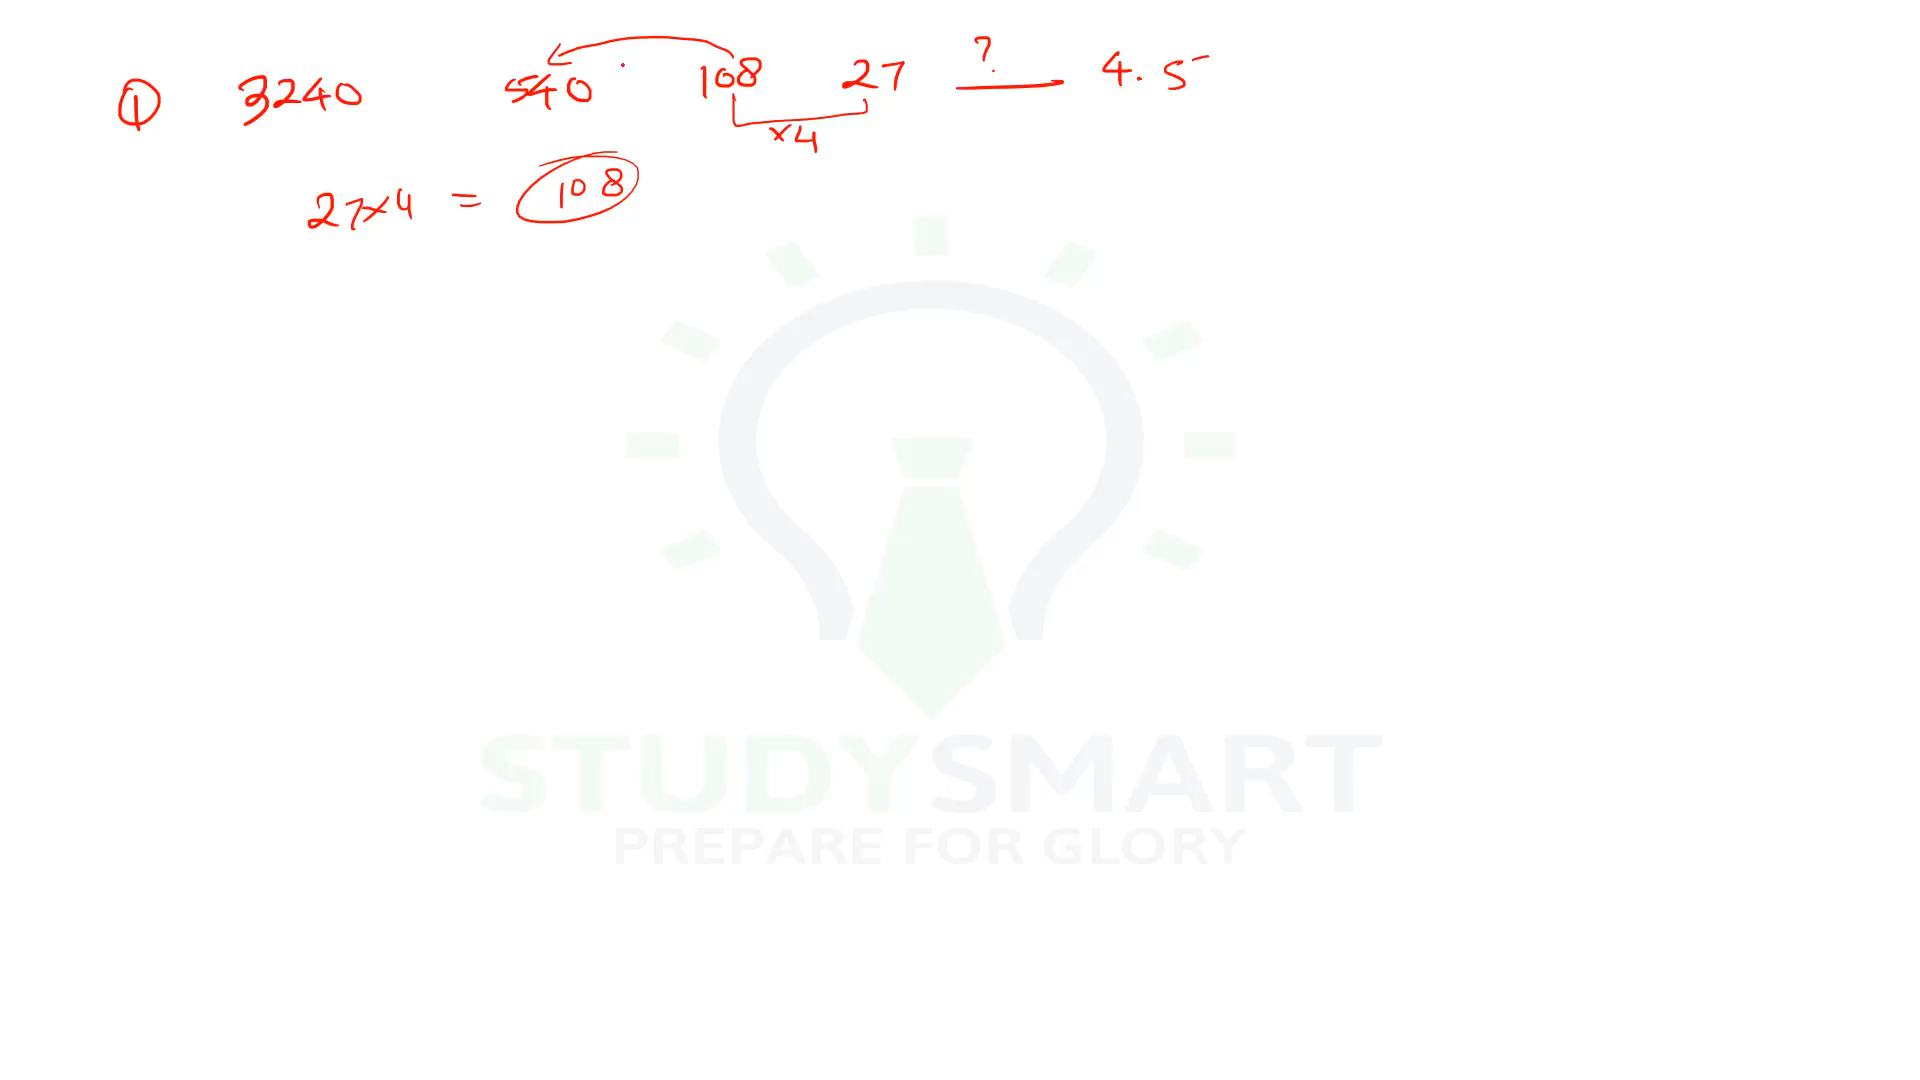 ① 3240 540 108 27 ? 4.5
×4
27×4 = 108
STUDYSMART
PREPARE FOR GLORY